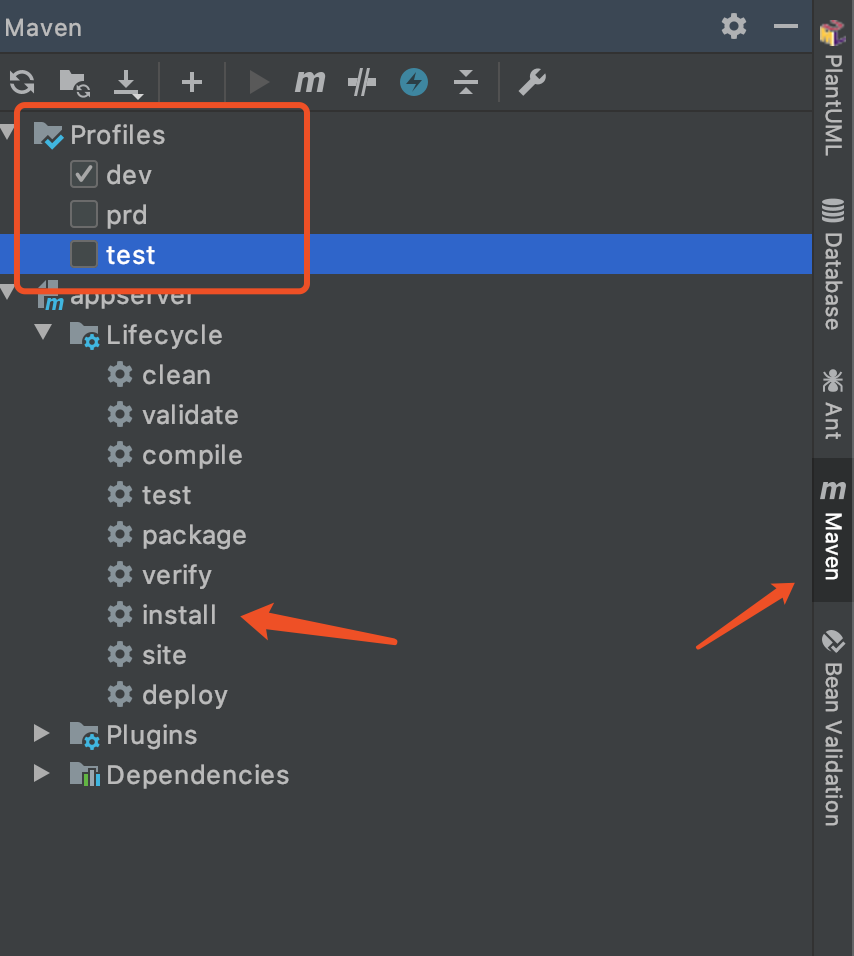 Maven
Profiles
dev
prd
test
appserver
Lifecycle
clean
validate
compile
test
package
verify
install
site
deploy
Plugins
Dependencies
PlantUML
Database
Ant
m
Maven
Bean Validation